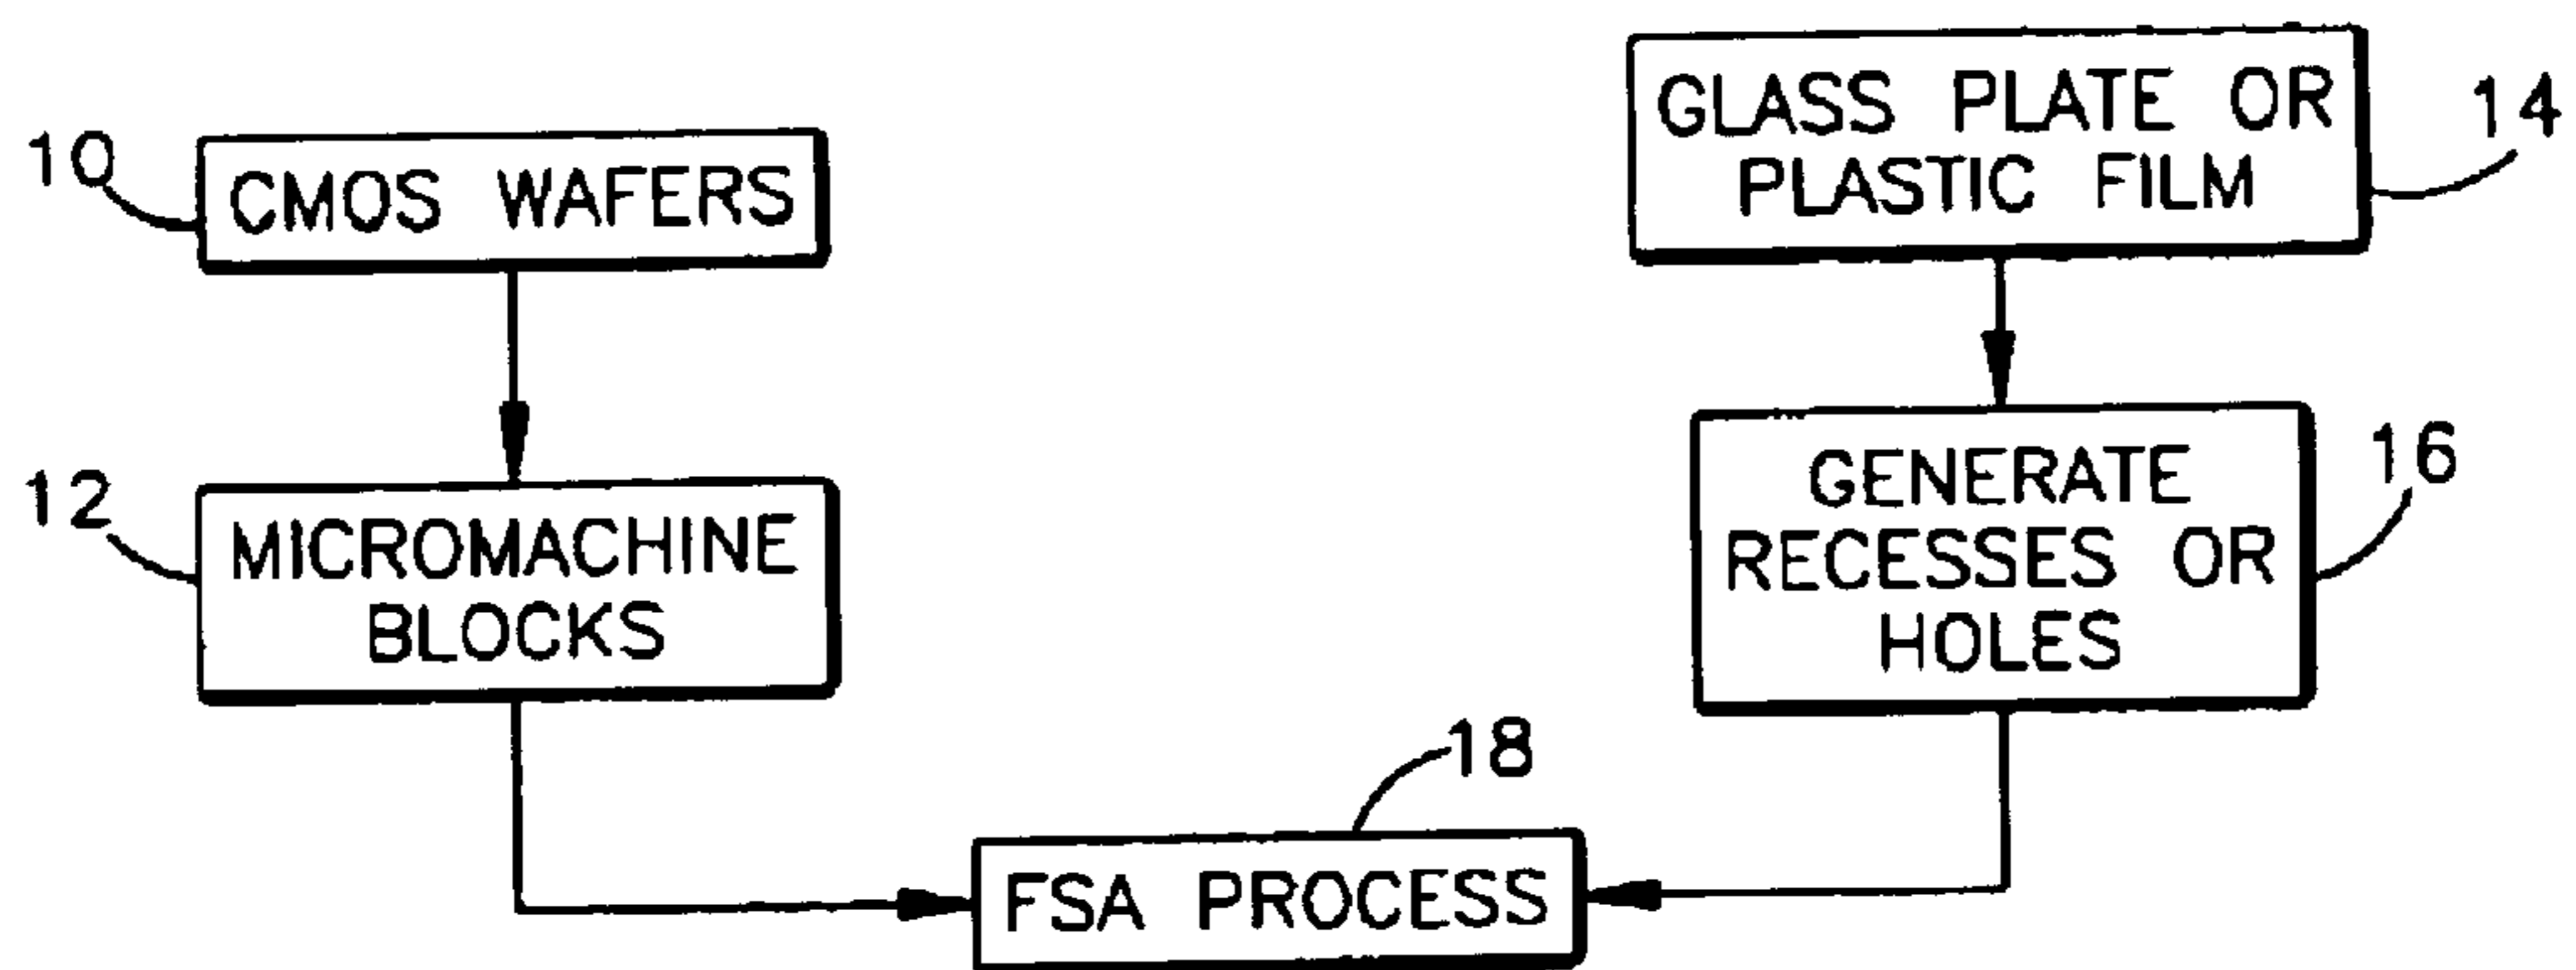 10
CMOS WAFERS
12
MICROMACHINE
BLOCKS
GLASS PLATE OR
PLASTIC FILM
14
GENERATE
RECESSES OR
HOLES
16
18
FSA PROCESS